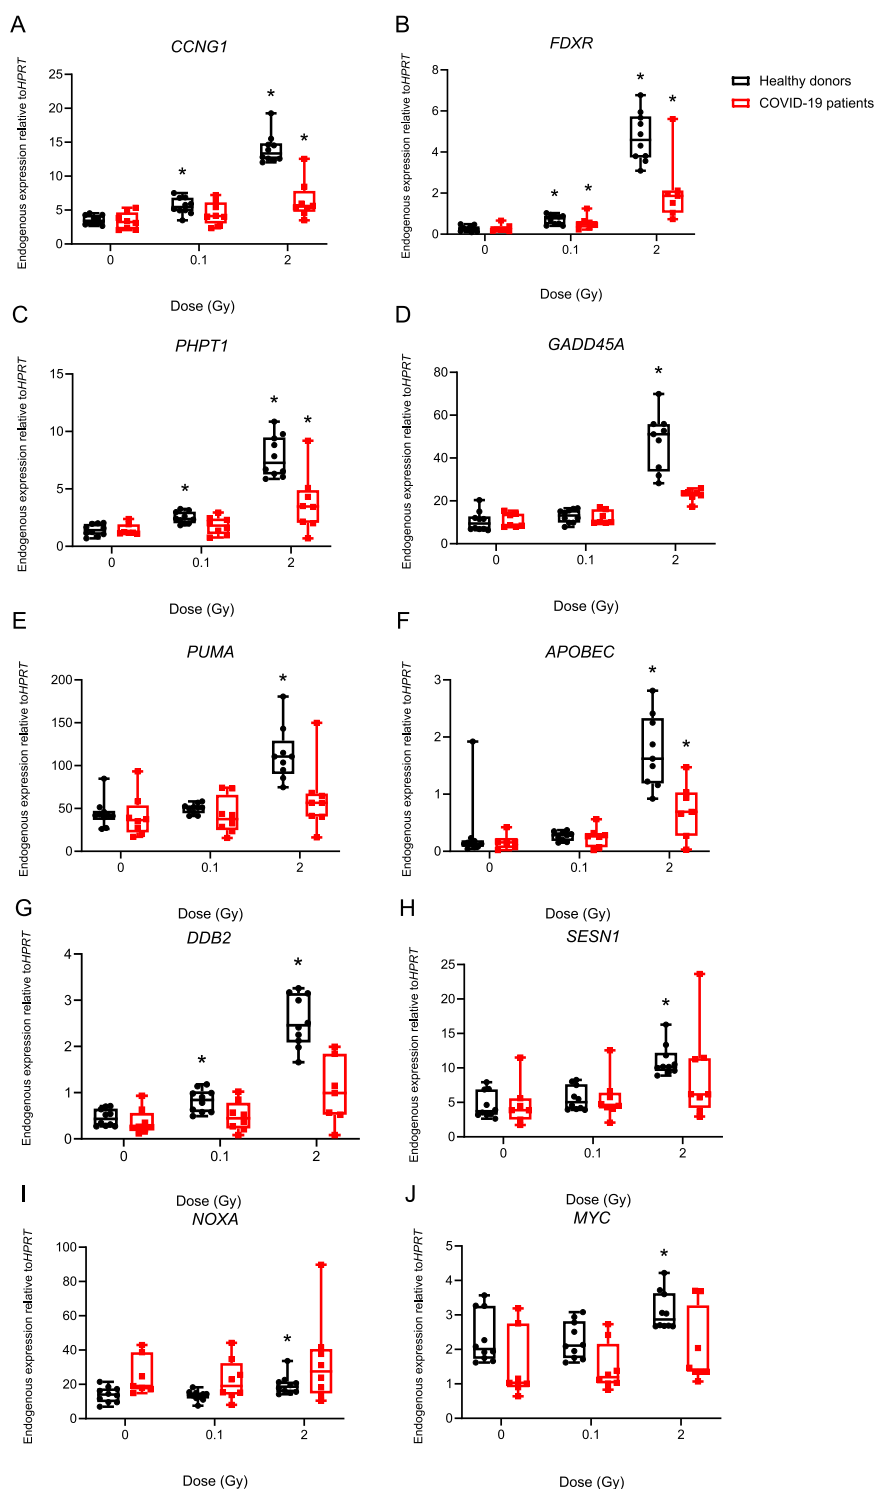 A
CCNG1
Endogenous expression relative toHPRT
25
20
15
10
5
0
*
*
*
0
0.1
2
Dose (Gy)
B
FDXR
Endogenous expression relative toHPRT
8
6
4
2
0
*
*
*
*
0
0.1
2
Dose (Gy)
Healthy donors
COVID-19 patients
C
PHPT1
Endogenous expression relative toHPRT
15
10
5
0
*
*
*
0
0.1
2
Dose (Gy)
D
GADD45A
Endogenous expression relative toHPRT
80
60
40
20
0
*
0
0.1
2
Dose (Gy)
E
PUMA
Endogenous expression relative toHPRT
200
150
100
50
0
*
0
0.1
2
Dose (Gy)
F
APOBEC
Endogenous expression relative toHPRT
3
2
1
0
*
*
0
0.1
2
Dose (Gy)
G
DDB2
Endogenous expression relative toHPRT
4
3
2
1
0
*
*
0
0.1
2
Dose (Gy)
H
SESN1
Endogenous expression relative toHPRT
25
20
15
10
5
0
*
0
0.1
2
Dose (Gy)
I
NOXA
Endogenous expression relative toHPRT
100
80
60
40
20
0
*
0
0.1
2
Dose (Gy)
J
MYC
Endogenous expression relative toHPRT
5
4
3
2
1
0
*
0
0.1
2
Dose (Gy)